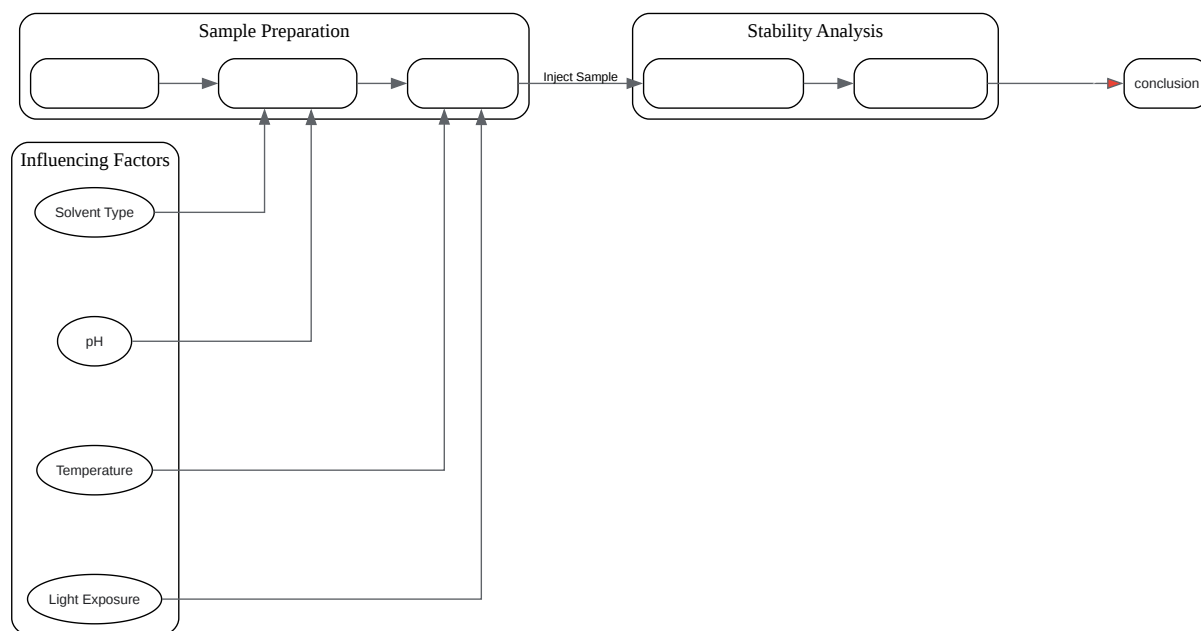 Sample Preparation
Stability Analysis
Inject Sample
conclusion
Influencing Factors
Solvent Type
pH
Temperature
Light Exposure